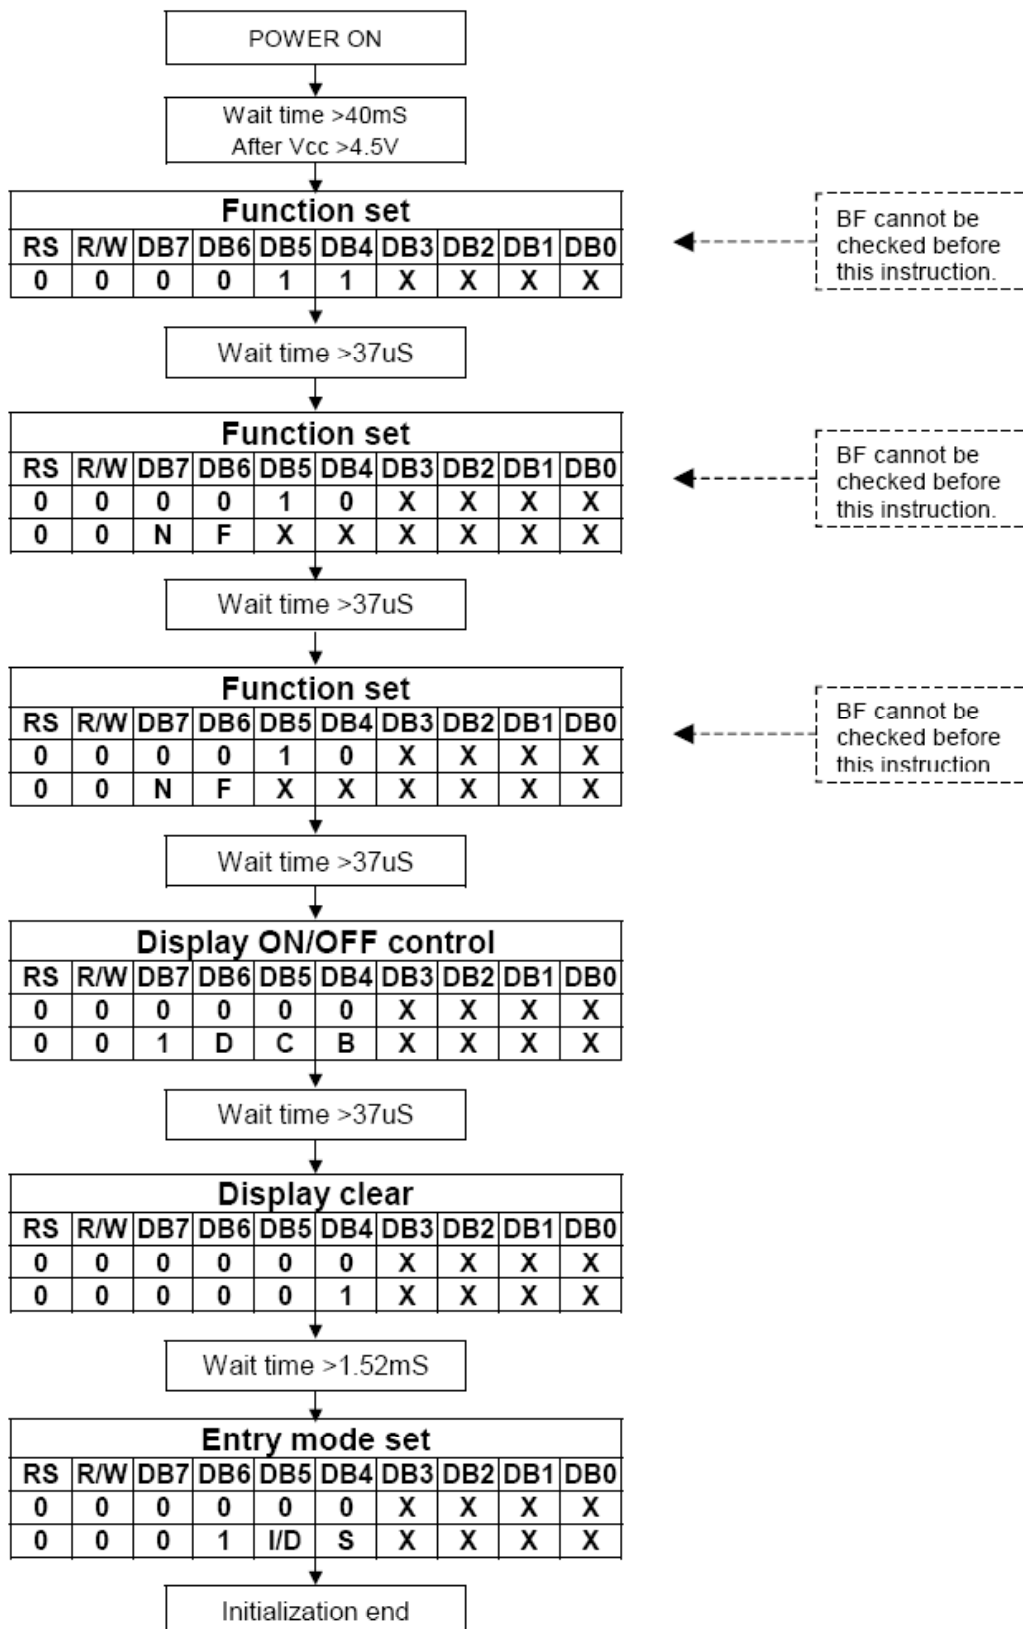 POWER ON
Wait time >40mS
After Vcc >4.5V
Function set
RS R/W DB7 DB6 DB5 DB4 DB3 DB2 DB1 DB0
0 0 0 0 1 1 X X X X
BF cannot be
checked before
this instruction.
Wait time >37uS
Function set
RS R/W DB7 DB6 DB5 DB4 DB3 DB2 DB1 DB0
0 0 0 0 1 0 X X X X
0 0 N F X X X X X X
BF cannot be
checked before
this instruction.
Wait time >37uS
Function set
RS R/W DB7 DB6 DB5 DB4 DB3 DB2 DB1 DB0
0 0 0 0 1 0 X X X X
0 0 N F X X X X X X
BF cannot be
checked before
this instruction
Wait time >37uS
Display ON/OFF control
RS R/W DB7 DB6 DB5 DB4 DB3 DB2 DB1 DB0
0 0 0 0 0 0 X X X X
0 0 1 D C B X X X X
Wait time >37uS
Display clear
RS R/W DB7 DB6 DB5 DB4 DB3 DB2 DB1 DB0
0 0 0 0 0 0 X X X X
0 0 0 0 0 1 X X X X
Wait time >1.52mS
Entry mode set
RS R/W DB7 DB6 DB5 DB4 DB3 DB2 DB1 DB0
0 0 0 0 0 0 X X X X
0 0 0 1 I/D S X X X X
Initialization end